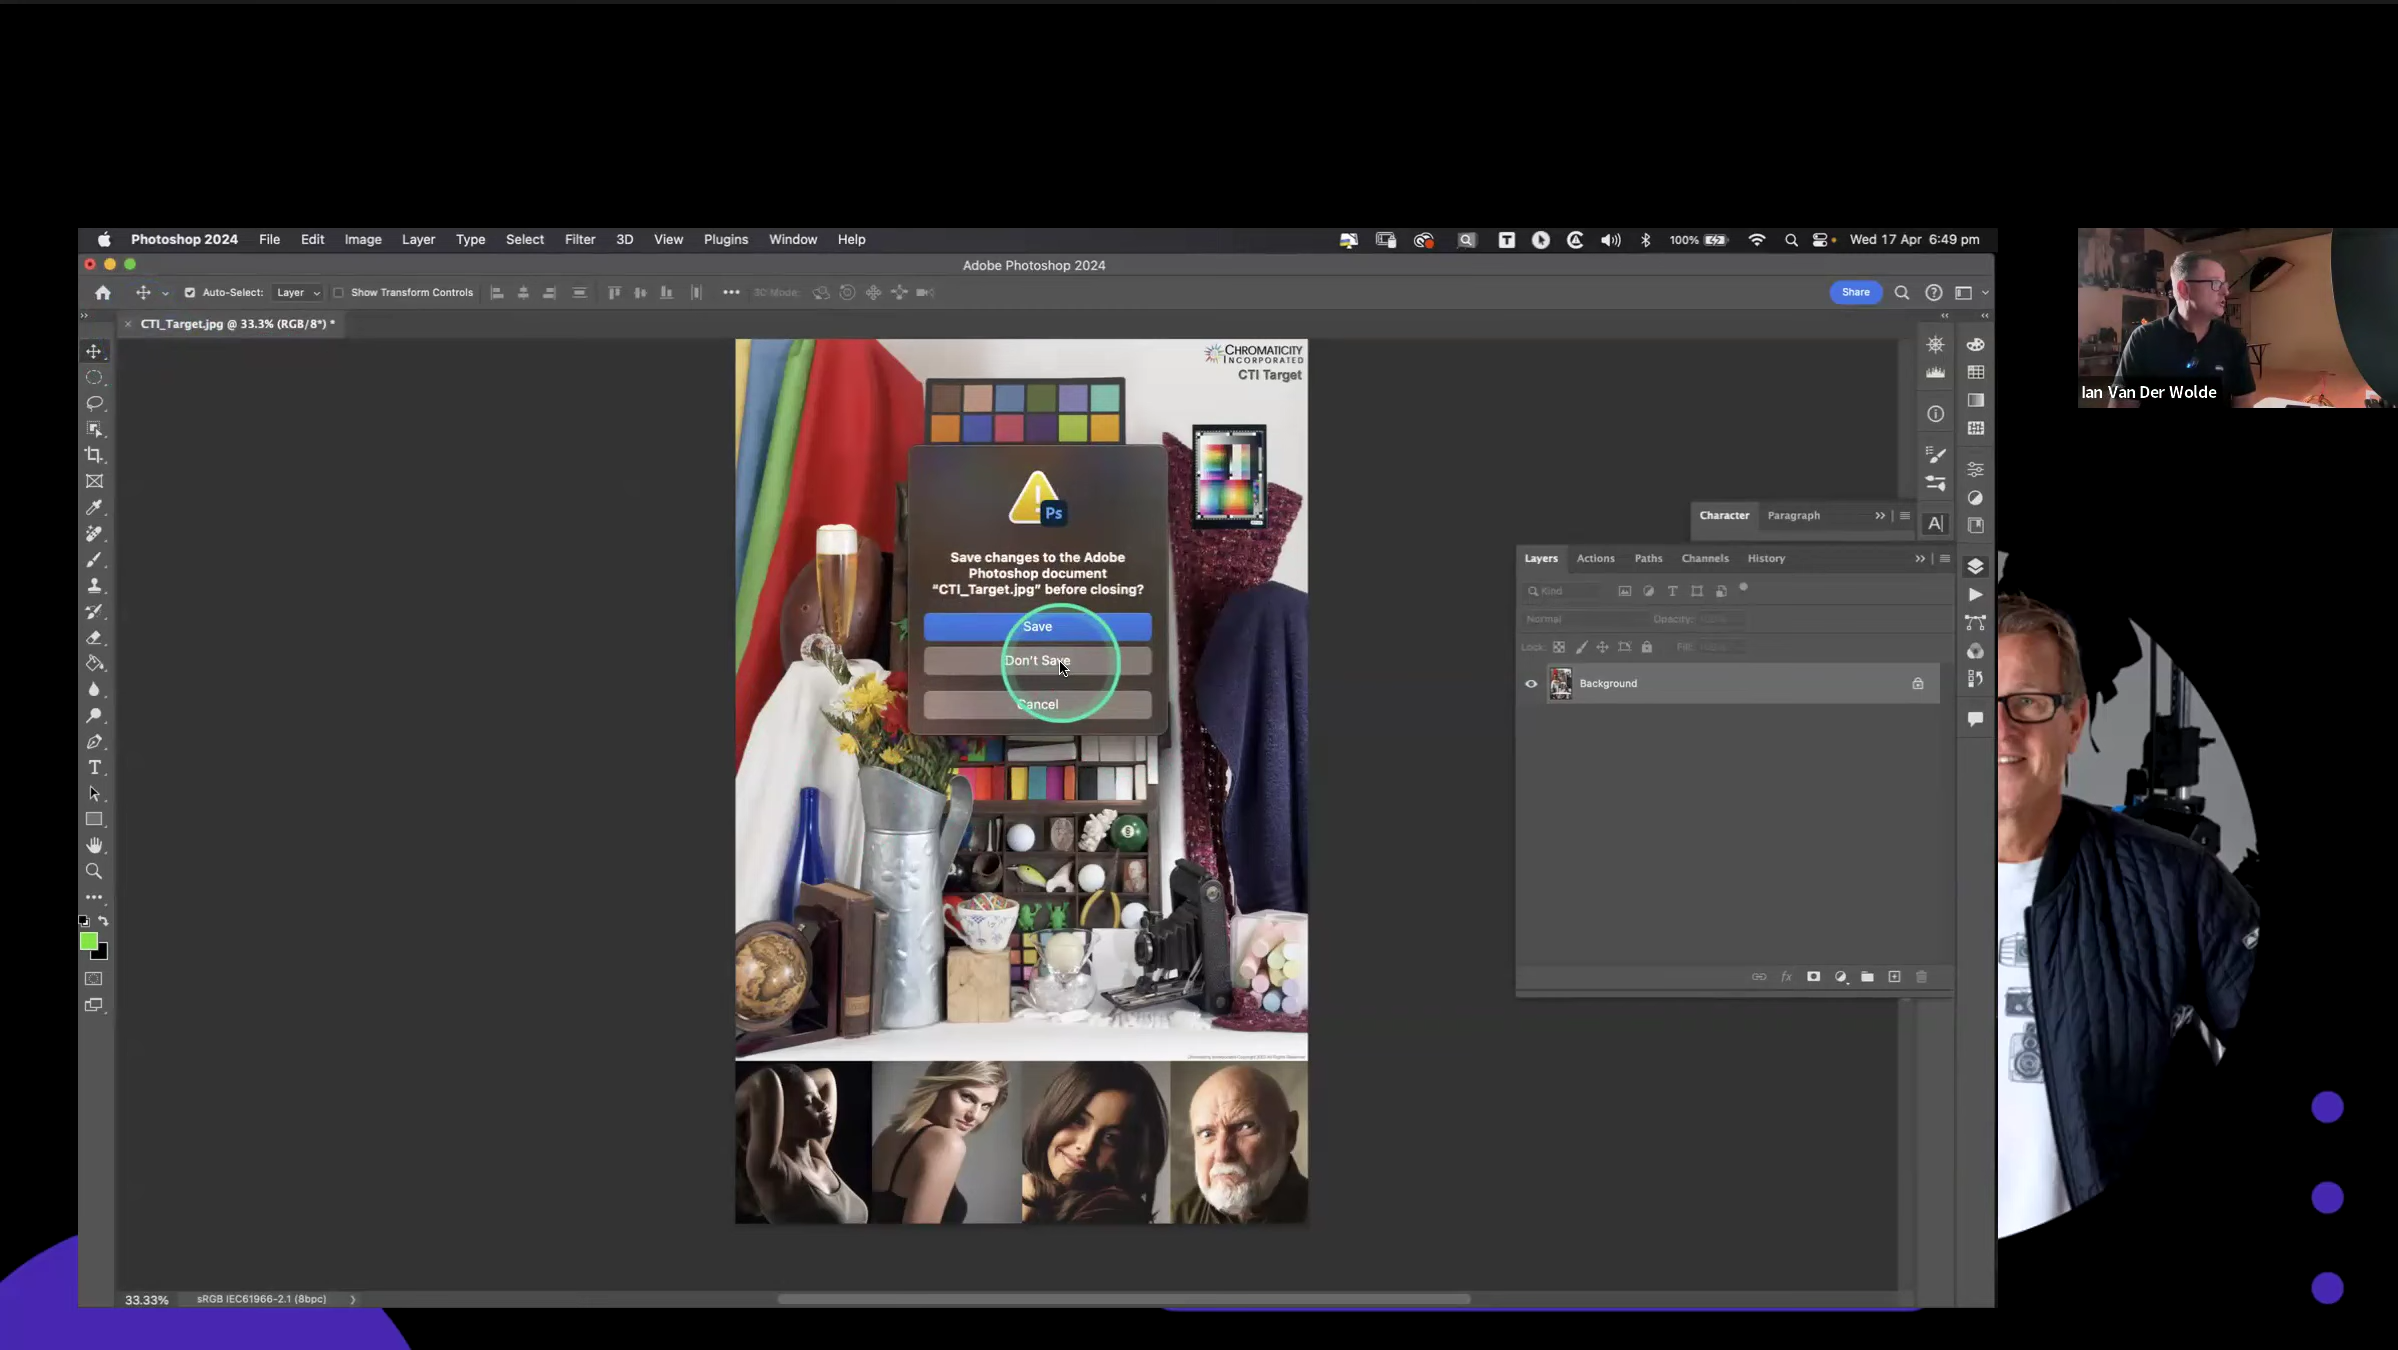 Photoshop 2024 File Edit Image Layer Type Select Filter 3D View Plugins Window Help 100% Wed 17 Apr 6:49 pm
Adobe Photoshop 2024
Auto-Select: Layer Show Transform Controls 3D Mode: Share
CTI_Target.jpg @ 33.3% (RGB/8*) *
CHROMATICITY
INCORPORATED
CTI Target
Ps
Save changes to the Adobe
Photoshop document
“CTI_Target.jpg” before closing?
Save
Don't Save
Cancel
Character Paragraph
Layers Actions Paths Channels History
Kind
Normal Opacity:
Lock: Fill:
Background
fx
33.33% sRGB IEC61966-2.1 (8bpc)
Ian Van Der Wolde